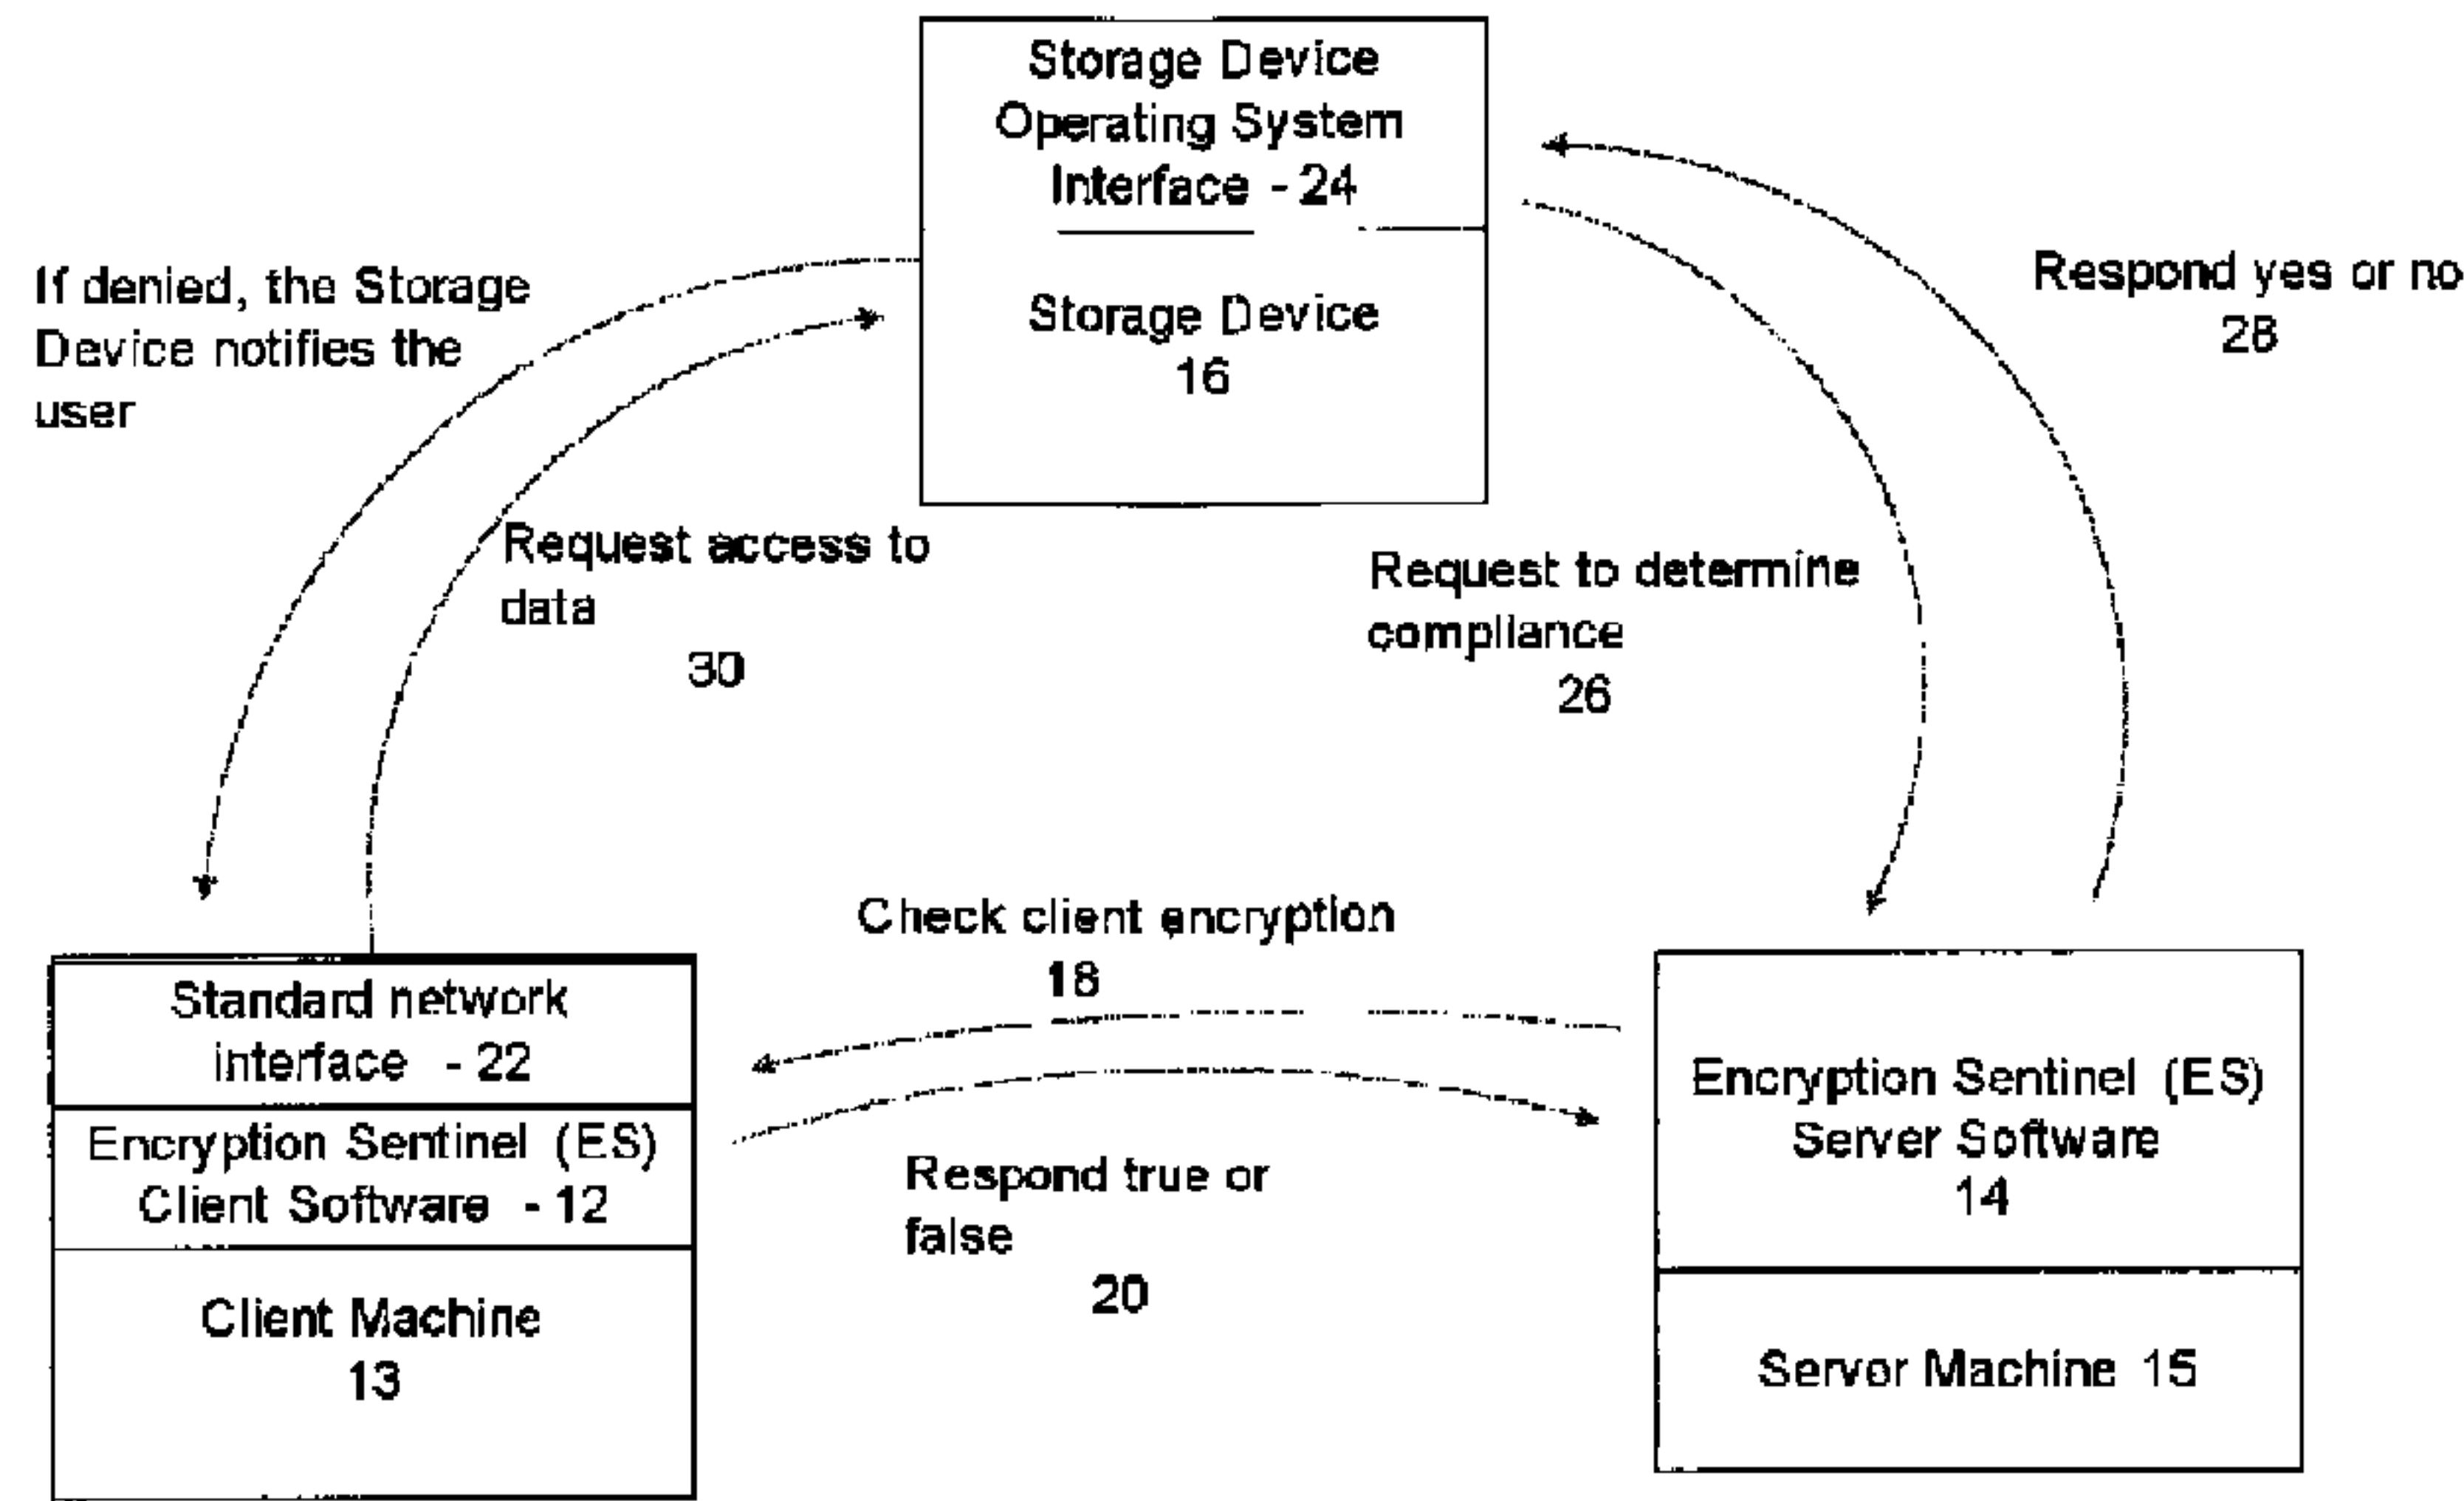 Storage Device
Operating System
Interface - 24
Storage Device
16
If denied, the Storage
Device notifies the
user
Respond yes or no
28
Request access to
data
30
Request to determine
compliance
26
Check client encryption
18
Respond true or
false
20
Standard network
interface - 22
Encryption Sentinel (ES)
Client Software - 12
Client Machine
13
Encryption Sentinel (ES)
Server Software
14
Server Machine 15